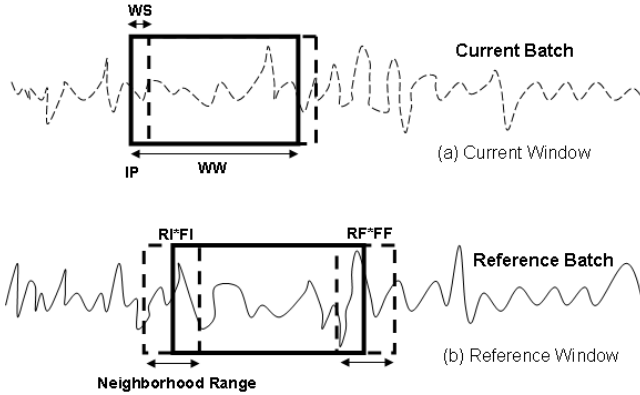 WS
Current Batch
IP
WW
(a) Current Window
RI*FI
RF*FF
Reference Batch
(b) Reference Window
Neighborhood Range